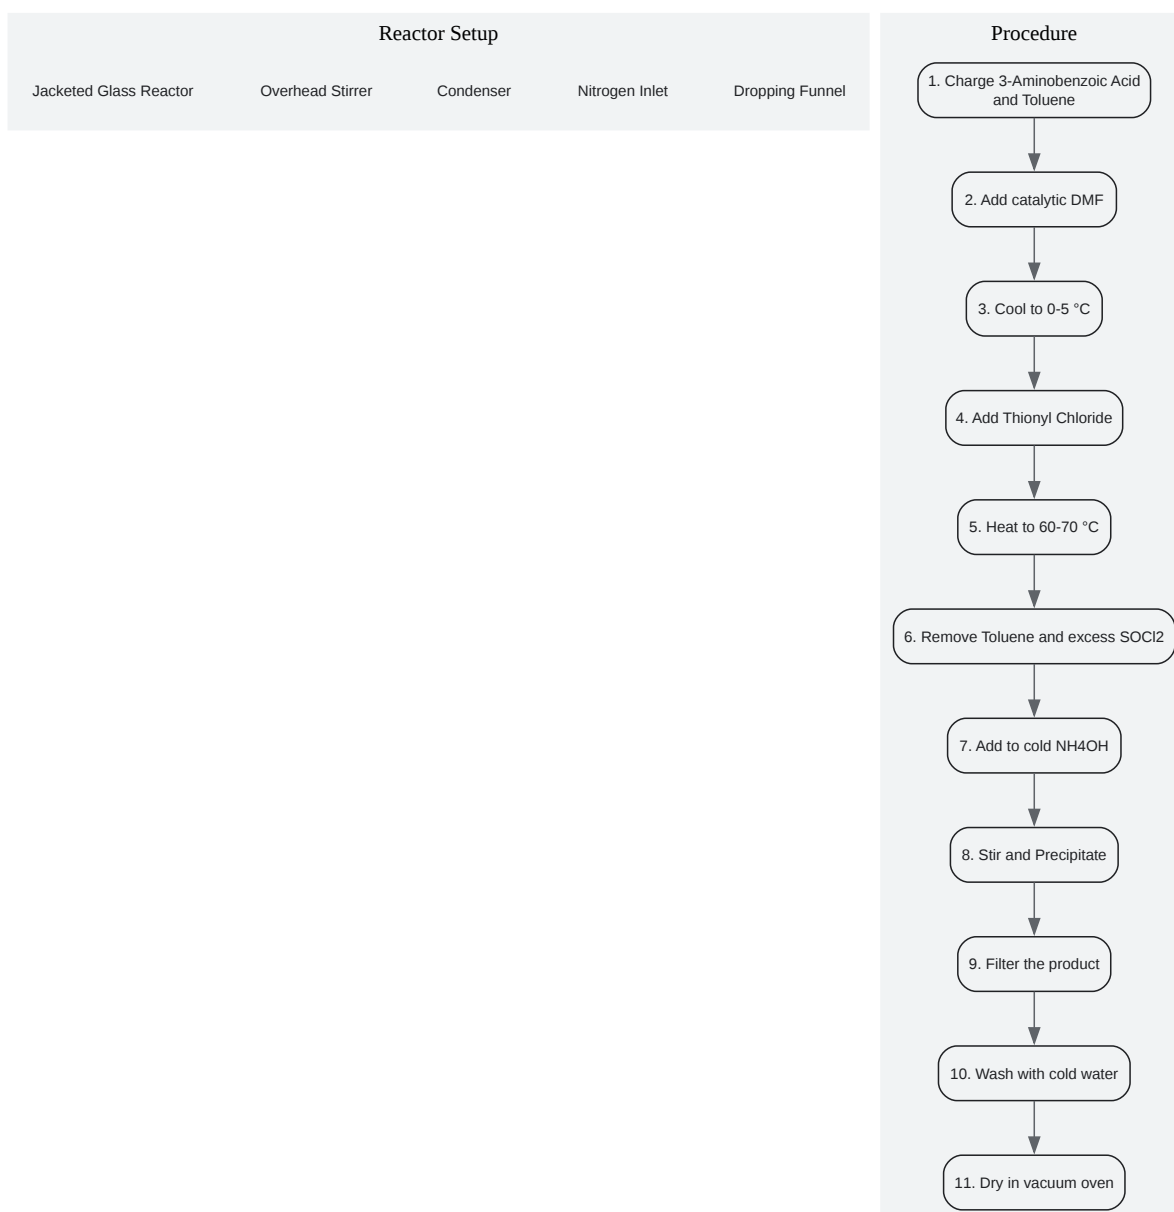 Reactor Setup
Jacketed Glass Reactor
Overhead Stirrer
Condenser
Nitrogen Inlet
Dropping Funnel
Procedure
1. Charge 3-Aminobenzoic Acid
and Toluene
2. Add catalytic DMF
3. Cool to 0-5 °C
4. Add Thionyl Chloride
5. Heat to 60-70 °C
6. Remove Toluene and excess SOCl2
7. Add to cold NH4OH
8. Stir and Precipitate
9. Filter the product
10. Wash with cold water
11. Dry in vacuum oven